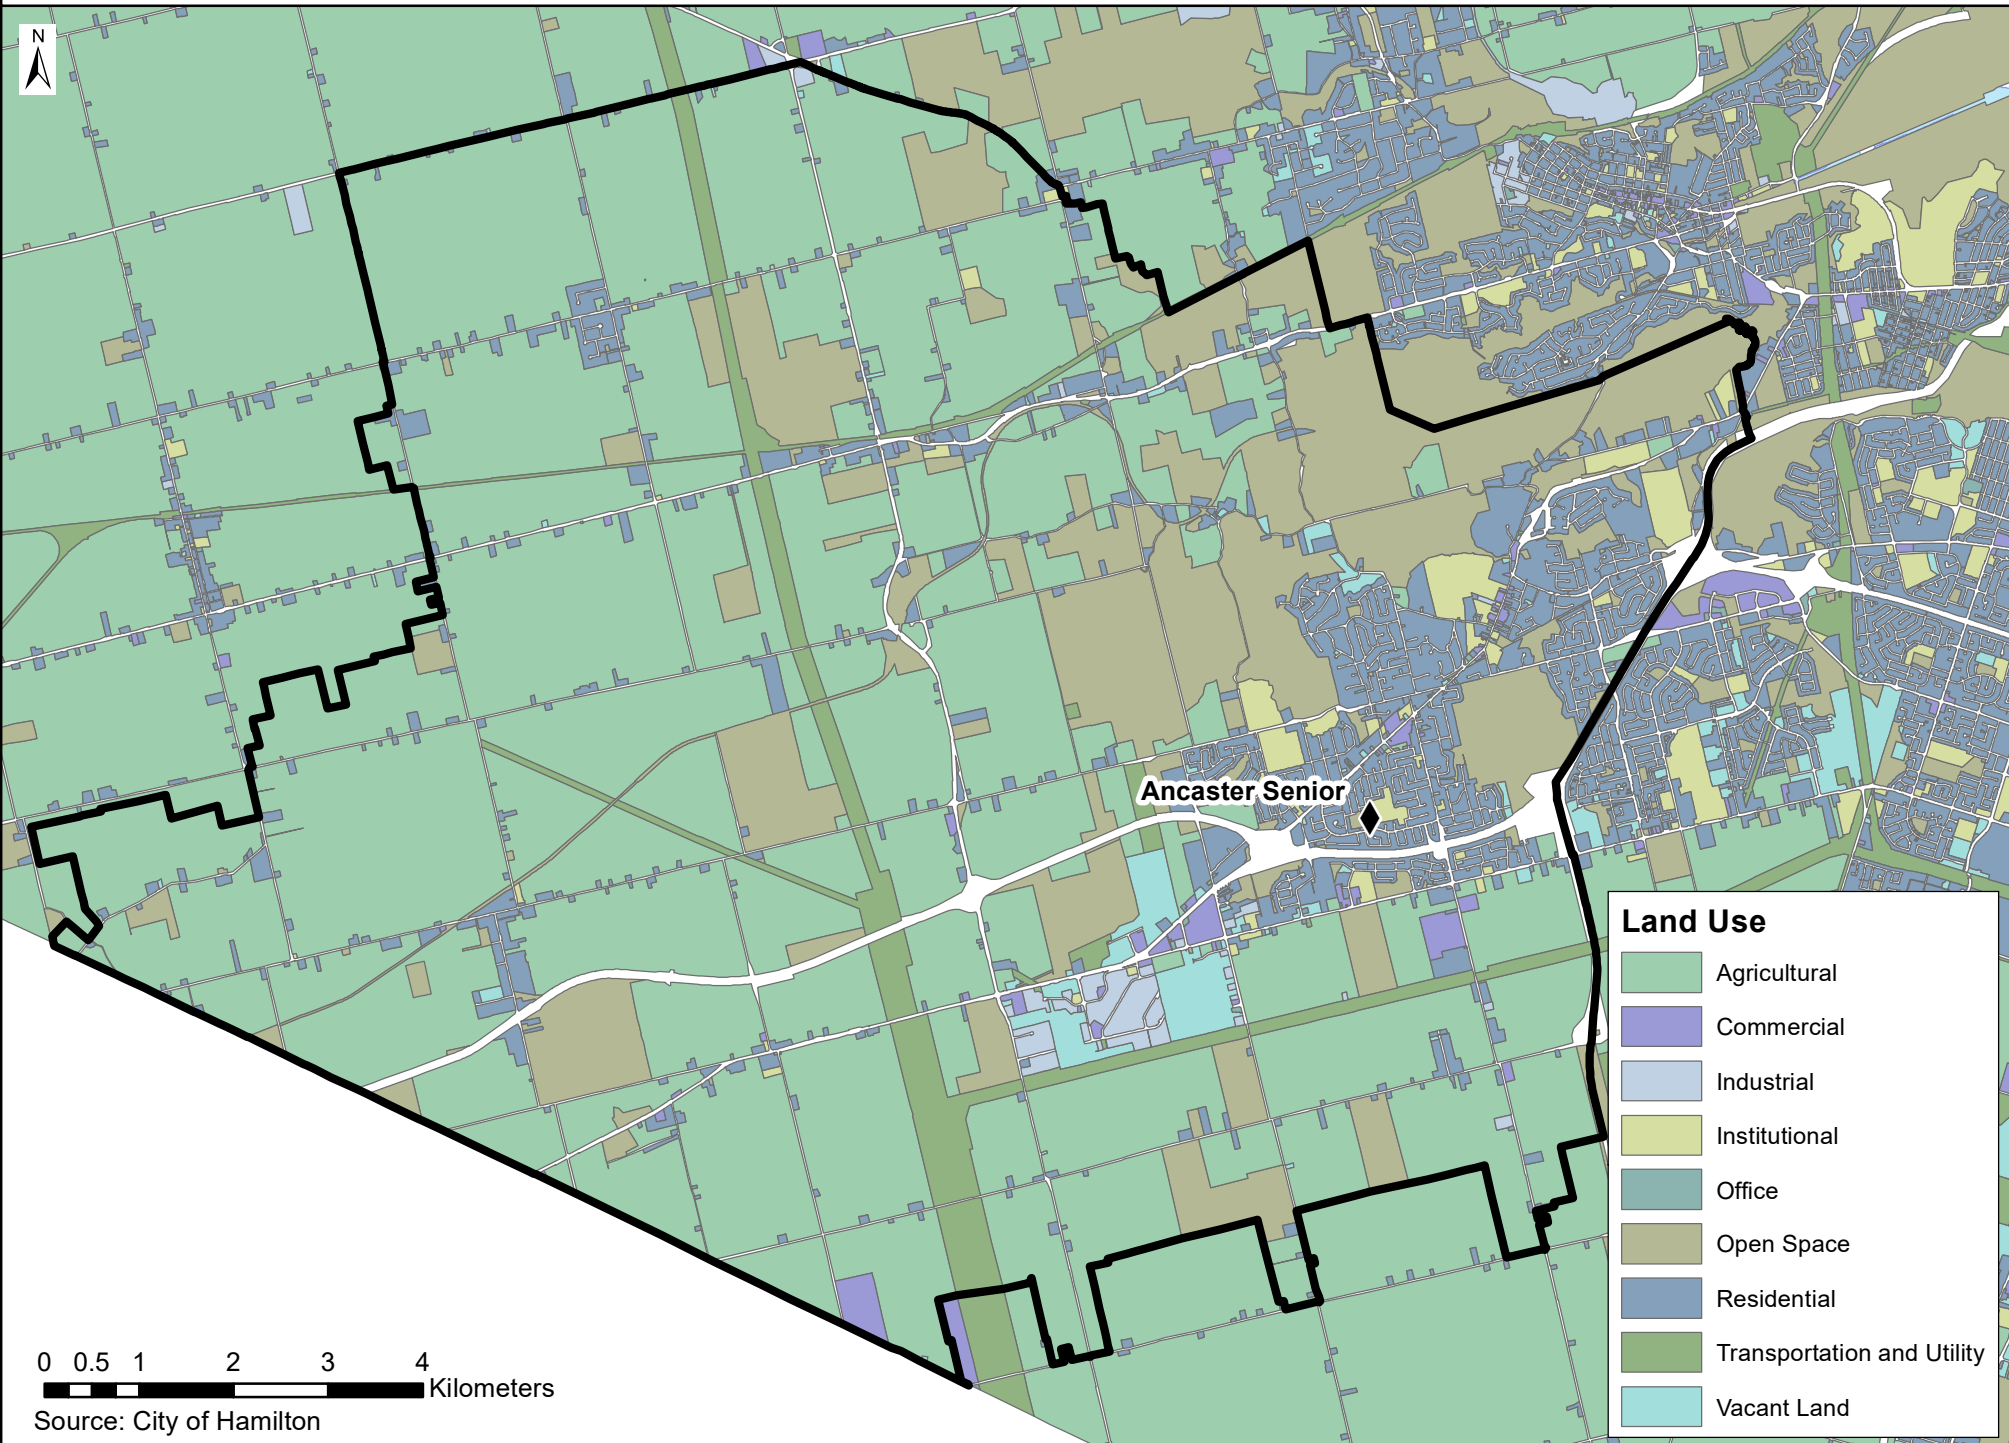 N
Ancaster Senior
Land Use
Agricultural
Commercial
Industrial
Institutional
Office
Open Space
Residential
Transportation and Utility
Vacant Land
0 0.5 1 2 3 4
Kilometers
Source: City of Hamilton